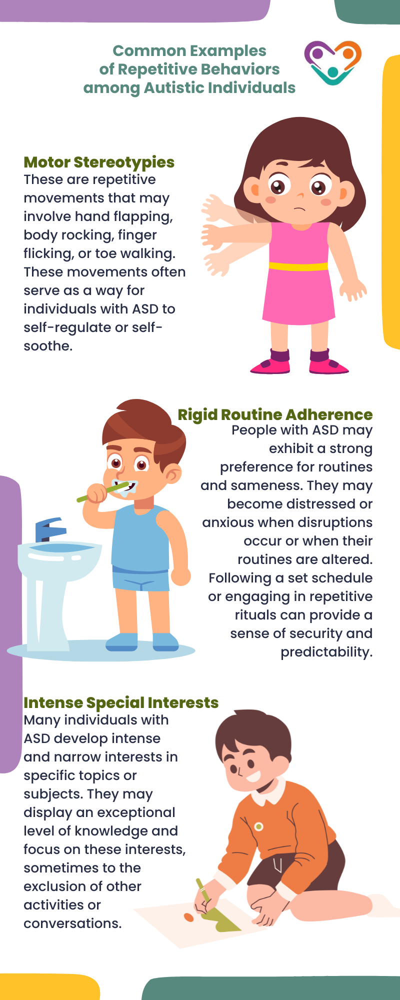 Common Examples
of Repetitive Behaviors
among Autistic Individuals
Motor Stereotypies
These are repetitive
movements that may
involve hand flapping,
body rocking, finger
flicking, or toe walking.
These movements often
serve as a way for
individuals with ASD to
self-regulate or self-
soothe.
Rigid Routine Adherence
People with ASD may
exhibit a strong
preference for routines
and sameness. They may
become distressed or
anxious when disruptions
occur or when their
routines are altered.
Following a set schedule
or engaging in repetitive
rituals can provide a
sense of security and
predictability.
Intense Special Interests
Many individuals with
ASD develop intense
and narrow interests in
specific topics or
subjects. They may
display an exceptional
level of knowledge and
focus on these interests,
sometimes to the
exclusion of other
activities or
conversations.